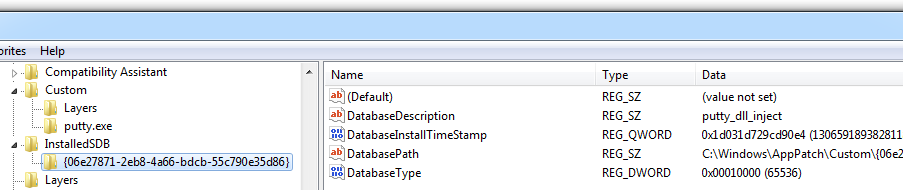 orites Help
Compatibility Assistant
Custom
Layers
putty.exe
InstalledSDB
{06e27871-2eb8-4a66-bdcb-55c790e35d86}
Layers
Name Type Data
(Default) REG_SZ (value not set)
DatabaseDescription REG_SZ putty_dll_inject
DatabaseInstallTimeStamp REG_QWORD 0x1d031d729cd90e4 (130659189382811
DatabasePath REG_SZ C:\Windows\AppPatch\Custom\{06e2
DatabaseType REG_DWORD 0x00010000 (65536)